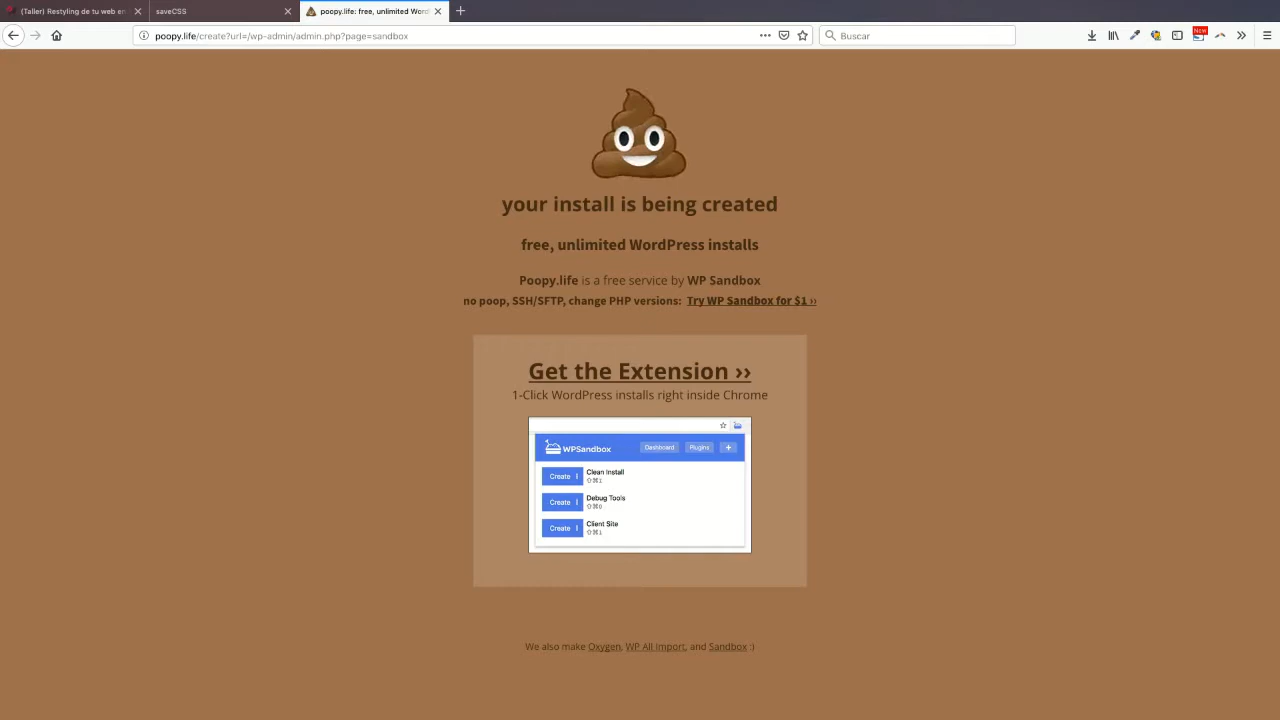 (Taller) Restyling de tu web en
saveCSS
poopy.life: free, unlimited Word
poopy.life/create?url=/wp-admin/admin.php?page=sandbox
Buscar
New
your install is being created
free, unlimited WordPress installs
Poopy.life is a free service by WP Sandbox
no poop, SSH/SFTP, change PHP versions: Try WP Sandbox for $1 ››
Get the Extension ››
1-Click WordPress installs right inside Chrome
WPSandbox Dashboard Plugins +
Create Clean Install
⇧⌘2
Create Debug Tools
⇧⌘0
Create Client Site
⇧⌘1
We also make Oxygen, WP All Import, and Sandbox :)